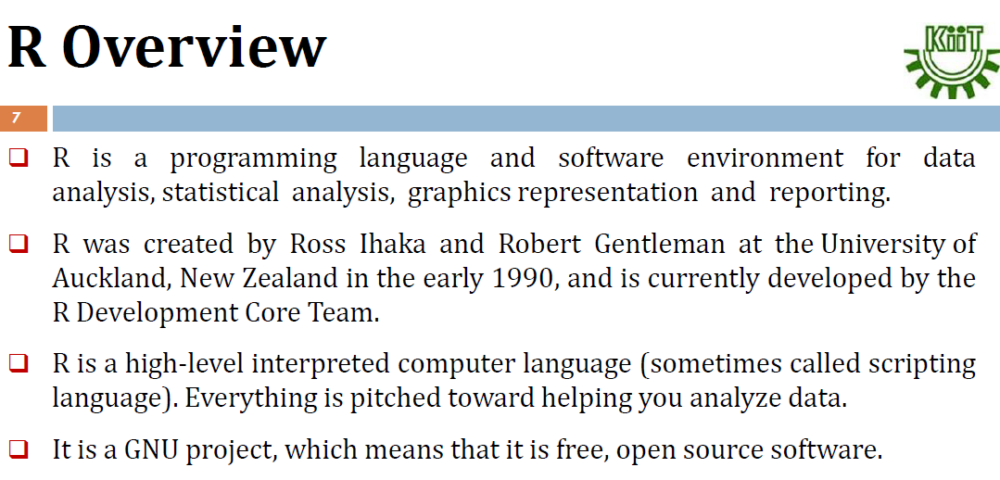 R Overview
KiiT
7
R is a programming language and software environment for data
analysis, statistical analysis, graphics representation and reporting.
R was created by Ross Ihaka and Robert Gentleman at the University of
Auckland, New Zealand in the early 1990, and is currently developed by the
R Development Core Team.
R is a high-level interpreted computer language (sometimes called scripting
language). Everything is pitched toward helping you analyze data.
It is a GNU project, which means that it is free, open source software.